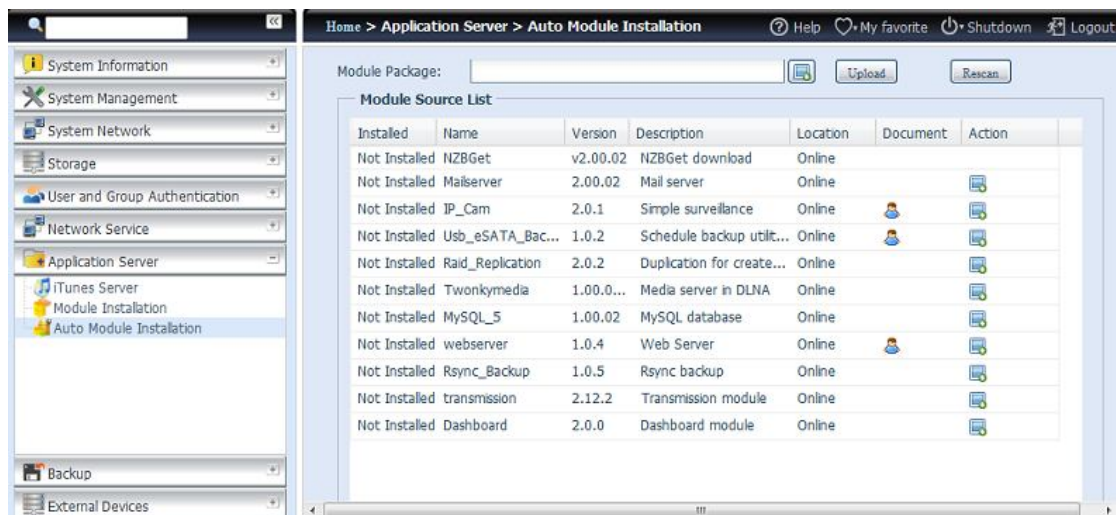 Home > Application Server > Auto Module Installation Help My favorite Shutdown Logout
System Information
System Management
System Network
Storage
User and Group Authentication
Network Service
Application Server
iTunes Server
Module Installation
Auto Module Installation
Backup
External Devices
Module Package: Upload Rescan
Module Source List
Installed Name Version Description Location Document Action
Not Installed NZBGet v2.00.02 NZBGet download Online
Not Installed Mailserver 2.00.02 Mail server Online
Not Installed IP_Cam 2.0.1 Simple surveillance Online
Not Installed Usb_eSATA_Bac... 1.0.2 Schedule backup utilit... Online
Not Installed Raid_Replication 2.0.2 Duplication for create... Online
Not Installed Twonkymedia 1.00.0... Media server in DLNA Online
Not Installed MySQL_5 1.00.02 MySQL database Online
Not Installed webserver 1.0.4 Web Server Online
Not Installed Rsync_Backup 1.0.5 Rsync backup Online
Not Installed transmission 2.12.2 Transmission module Online
Not Installed Dashboard 2.0.0 Dashboard module Online